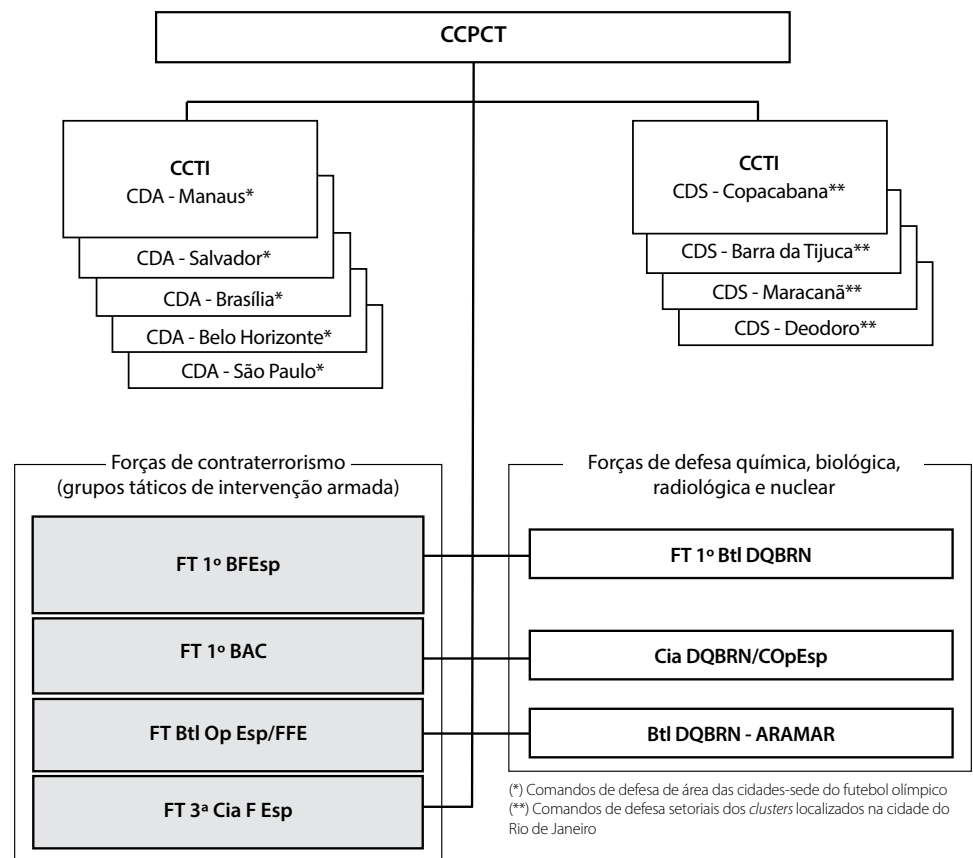 CCPCT
CCTI
CDA - Manaus*
CDA - Salvador*
CDA - Brasília*
CDA - Belo Horizonte*
CDA - São Paulo*
CCTI
CDS - Copacabana**
CDS - Barra da Tijuca**
CDS - Maracanã**
CDS - Deodoro**
Forças de contraterrorismo
(grupos táticos de intervenção armada)
FT 1º BFEsp
FT 1º BAC
FT Btl Op Esp/FFE
FT 3ª Cia F Esp
Forças de defesa química, biológica,
radiológica e nuclear
FT 1º Btl DQBRN
Cia DQBRN/COpEsp
Btl DQBRN - ARAMAR
(*) Comandos de defesa de área das cidades-sede do futebol olímpico
(**) Comandos de defesa setoriais dos clusters localizados na cidade do
Rio de Janeiro